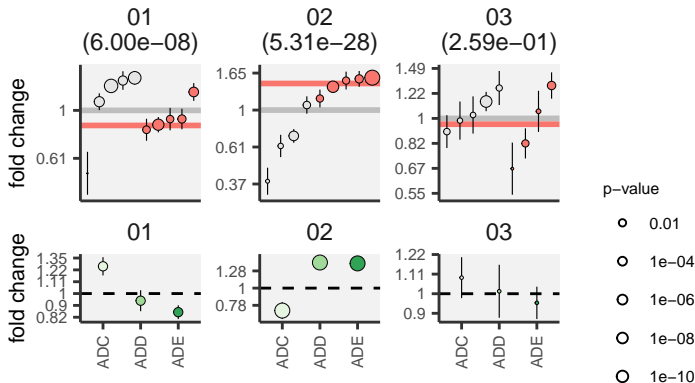 01 02 03
(6.00e−08) (5.31e−28) (2.59e−01)
fold change
1
0.61
1.65
1
0.61
0.37
1.49
1.22
1
0.82
0.67
0.55
p−value
0.01
1e−04
1e−06
1e−08
1e−10
01 02 03
fold change
1.35
1.22
1.11
1
0.9
0.82
1.28
1
0.78
1.22
1.11
1
0.9
ADC ADD ADE ADC ADD ADE ADC ADD ADE